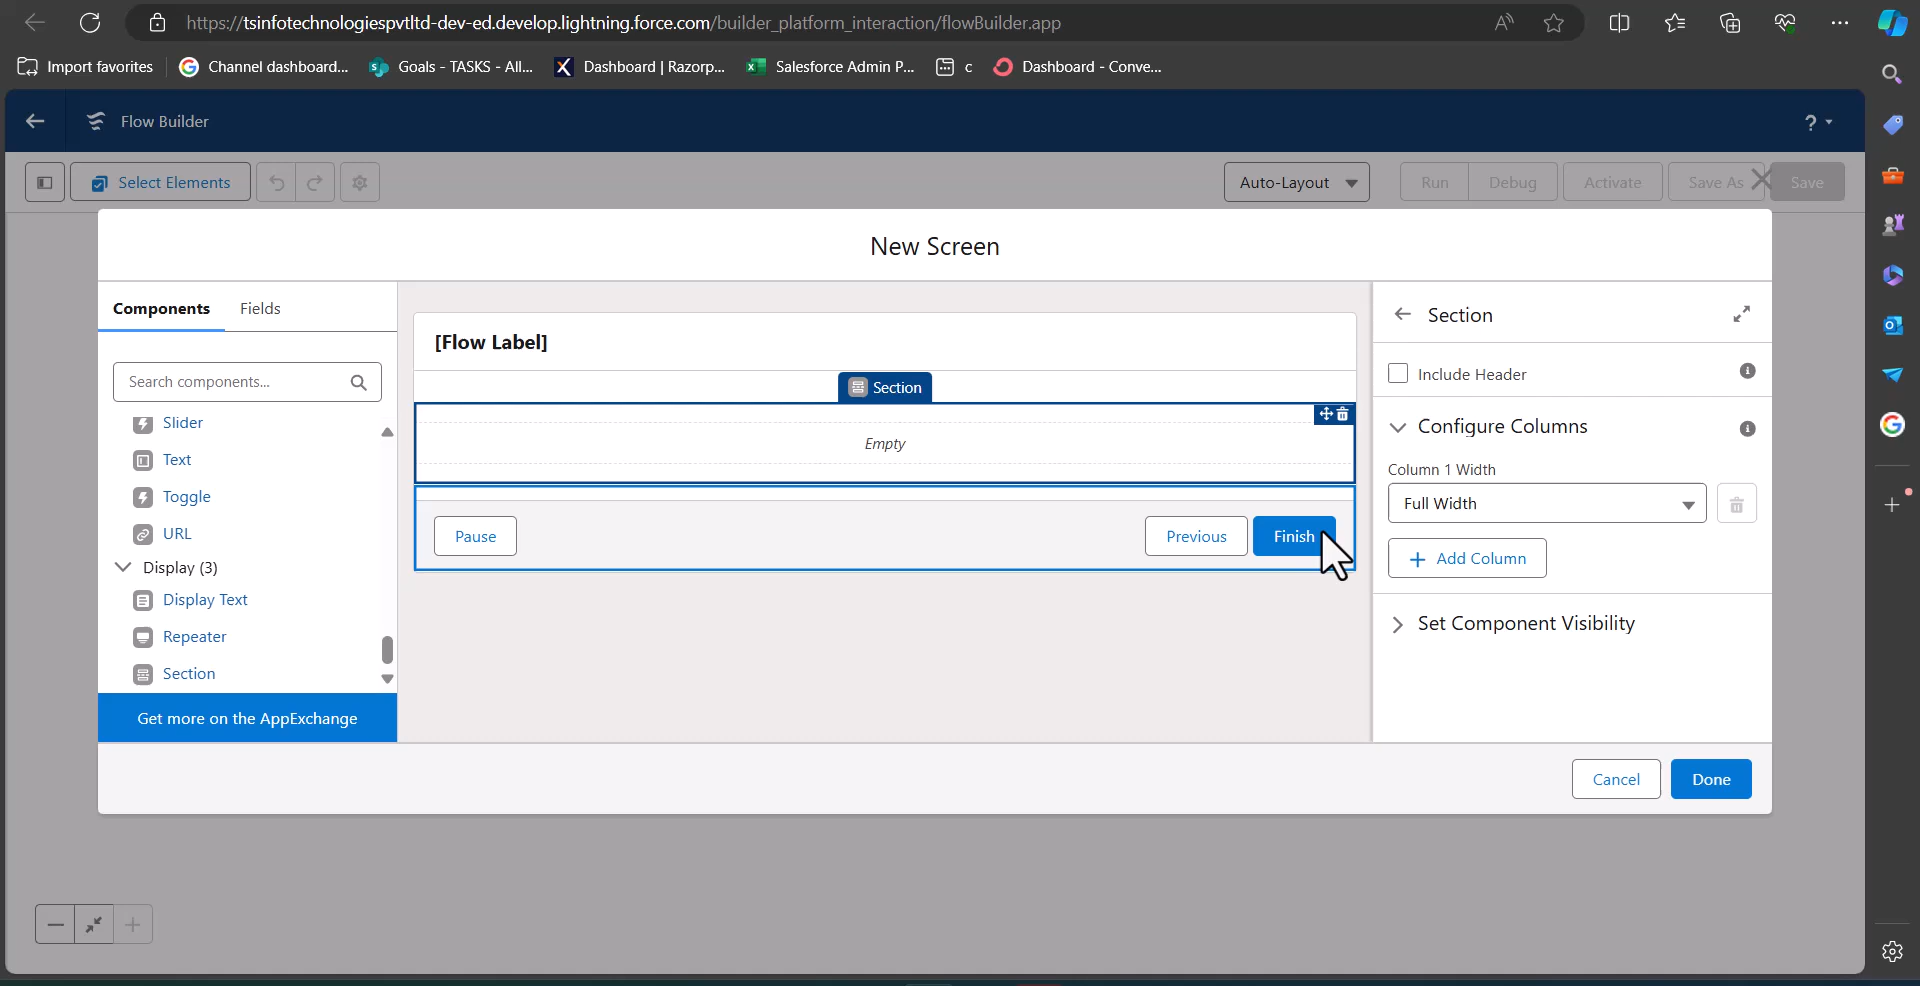 https://tsinfotechnologiespvtltd-dev-ed.develop.lightning.force.com/builder_platform_interaction/flowBuilder.app
Import favorites
Channel dashboard...
Goals - TASKS - All...
Dashboard | Razorp...
Salesforce Admin P...
c
Dashboard - Conve...
Flow Builder
?
Select Elements
Auto-Layout
Run
Debug
Activate
Save As
Save
New Screen
Components
Fields
Search components...
Slider
Text
Toggle
URL
Display (3)
Display Text
Repeater
Section
Get more on the AppExchange
[Flow Label]
Section
Empty
Pause
Previous
Finish
Section
Include Header
Configure Columns
Column 1 Width
Full Width
Add Column
Set Component Visibility
Cancel
Done